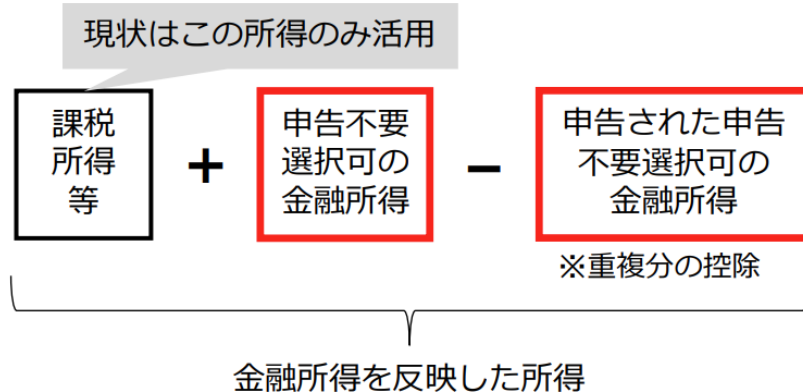 現状はこの所得のみ活用
課税
所得
等
+
申告不要
選択可の
金融所得
−
申告された申告
不要選択可の
金融所得
※重複分の控除
金融所得を反映した所得